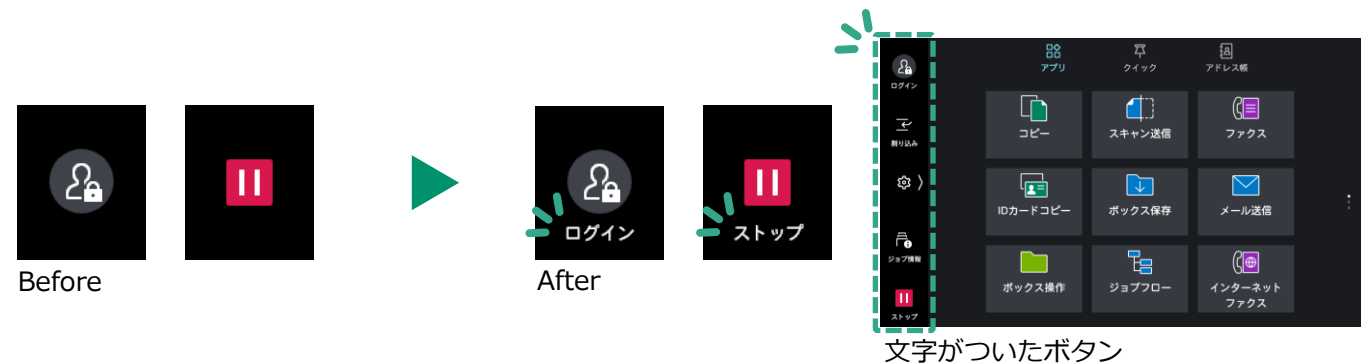 Before
ログイン
ストップ
After
アプリ
クイック
アドレス帳
ログイン
割り込み
ジョブ情報
ストップ
コピー
スキャン送信
ファクス
IDカードコピー
ボックス保存
メール送信
ボックス操作
ジョブフロー
インターネット
ファクス
文字がついたボタン